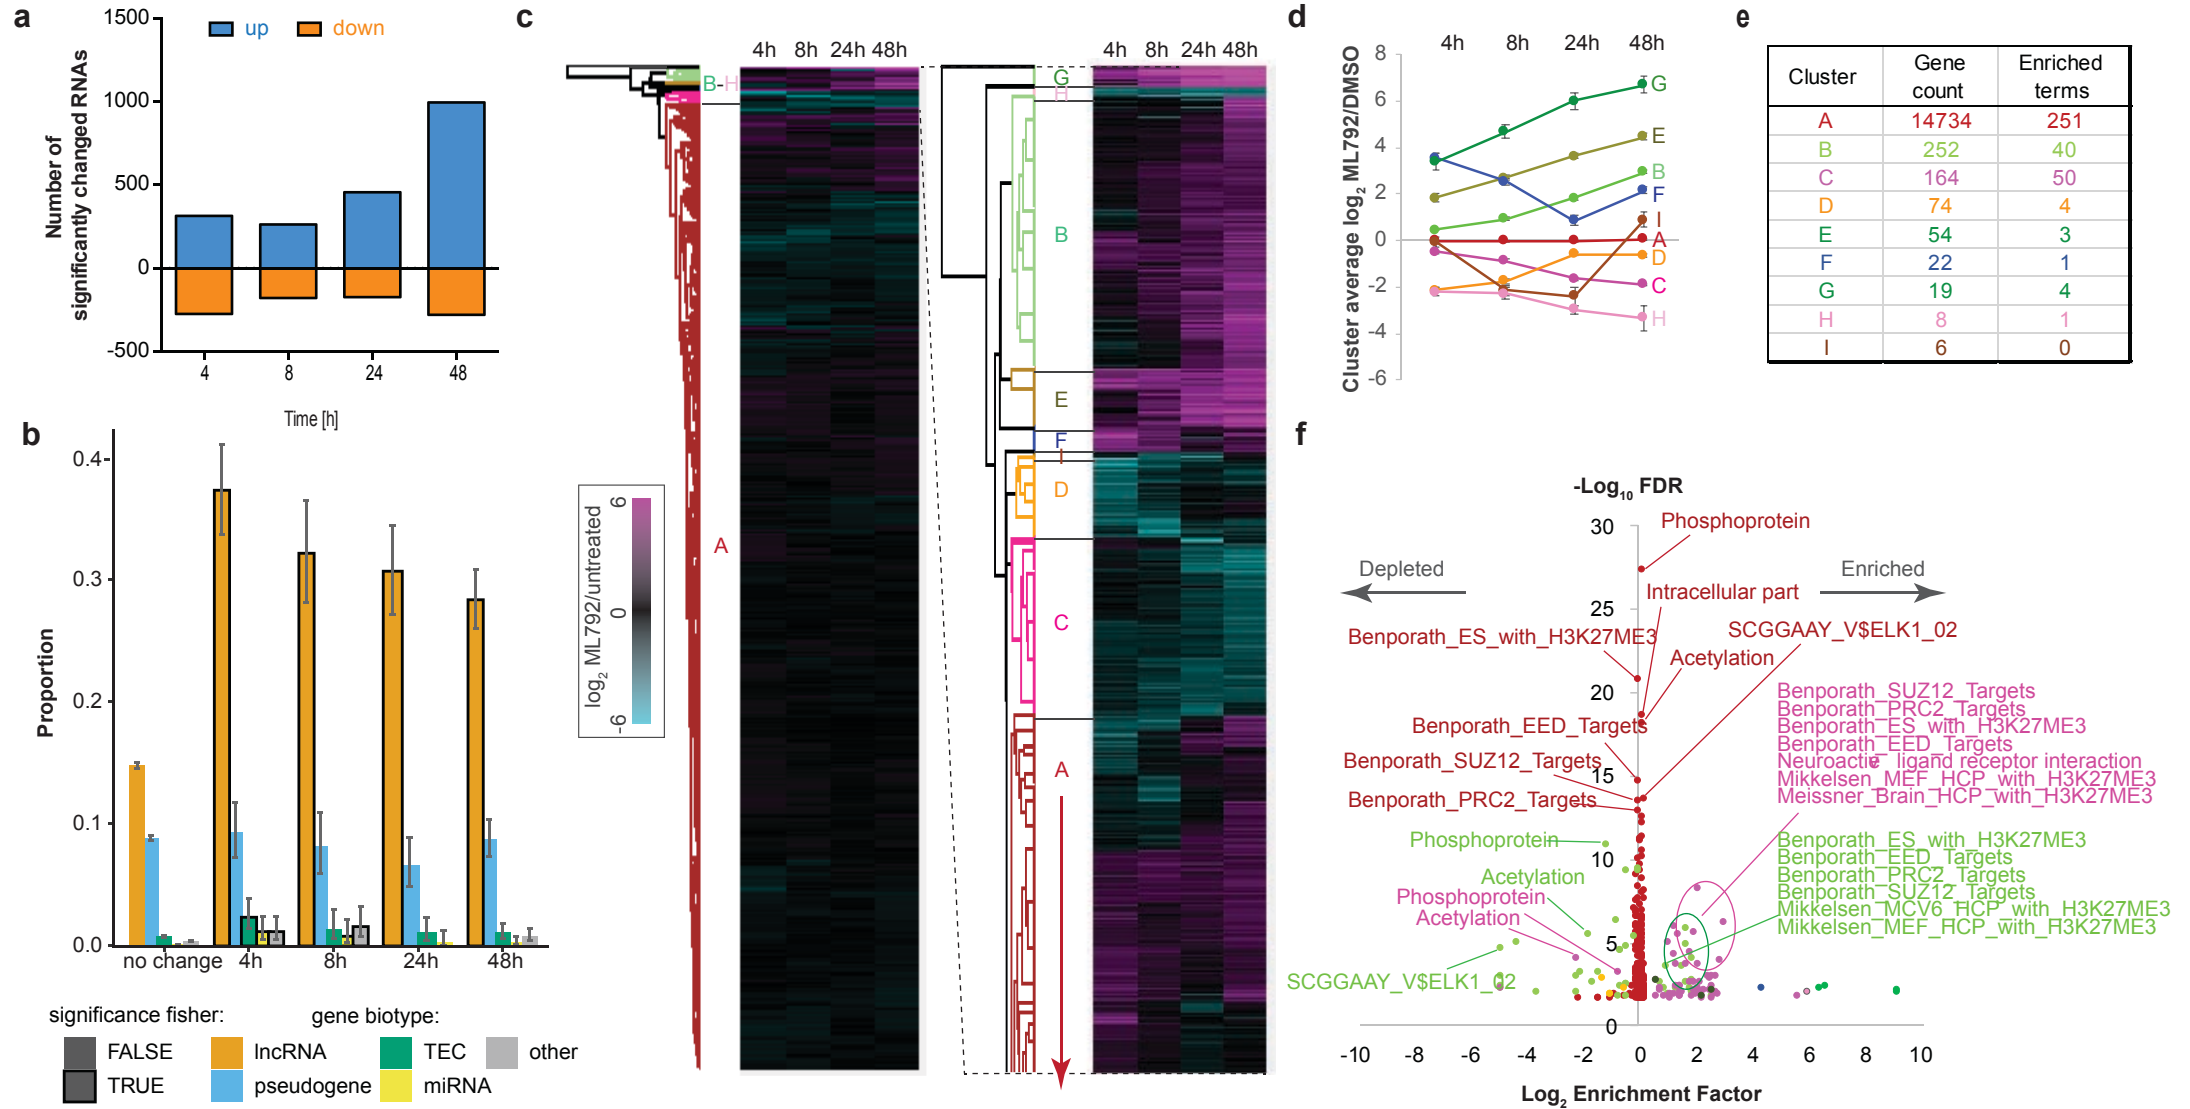 a
1500
1000
500
0
-500
up
down
Number of
significantly changed RNAs
4 8 24 48
Time [h]
b
0.4
0.3
0.2
0.1
0.0
Proportion
no change 4h 8h 24h 48h
significance fisher:
FALSE
TRUE
gene biotype:
lncRNA
pseudogene
TEC
miRNA
other
c
4h 8h 24h 48h
B-H
A
log2 ML792/untreated
6
0
-6
4h 8h 24h 48h
G
H
B
E
F
I
D
C
A
d
4h 8h 24h 48h
8
6
4
2
0
-2
-4
-6
Cluster average log2 ML792/DMSO
G
E
B
F
I
A
D
C
H
e
Cluster Gene count Enriched terms
A 14734 251
B 252 40
C 164 50
D 74 4
E 54 3
F 22 1
G 19 4
H 8 1
I 6 0
f
-Log10 FDR
30
25
20
15
10
5
0
Depleted
Enriched
Phosphoprotein
Intracellular part
Benporath_ES_with_H3K27ME3
SCGGAAY_V$ELK1_02
Acetylation
Benporath_EED_Targets
Benporath_SUZ12_Targets
Benporath_PRC2_Targets
Phosphoprotein
Acetylation
Phosphoprotein
Acetylation
SCGGAAY_V$ELK1_02
Benporath_SUZ12_Targets
Benporath_PRC2_Targets
Benporath_ES_with_H3K27ME3
Benporath_EED_Targets
Neuroactive ligand receptor interaction
Mikkelsen_MEF_HCP_with_H3K27ME3
Meissner_Brain_HCP_with_H3K27ME3
Benporath_ES_with_H3K27ME3
Benporath_EED_Targets
Benporath_PRC2_Targets
Benporath_SUZ12_Targets
Mikkelsen_MCV6_HCP_with_H3K27ME3
Mikkelsen_MEF_HCP_with_H3K27ME3
-10 -8 -6 -4 -2 0 2 4 6 8 10
Log2 Enrichment Factor